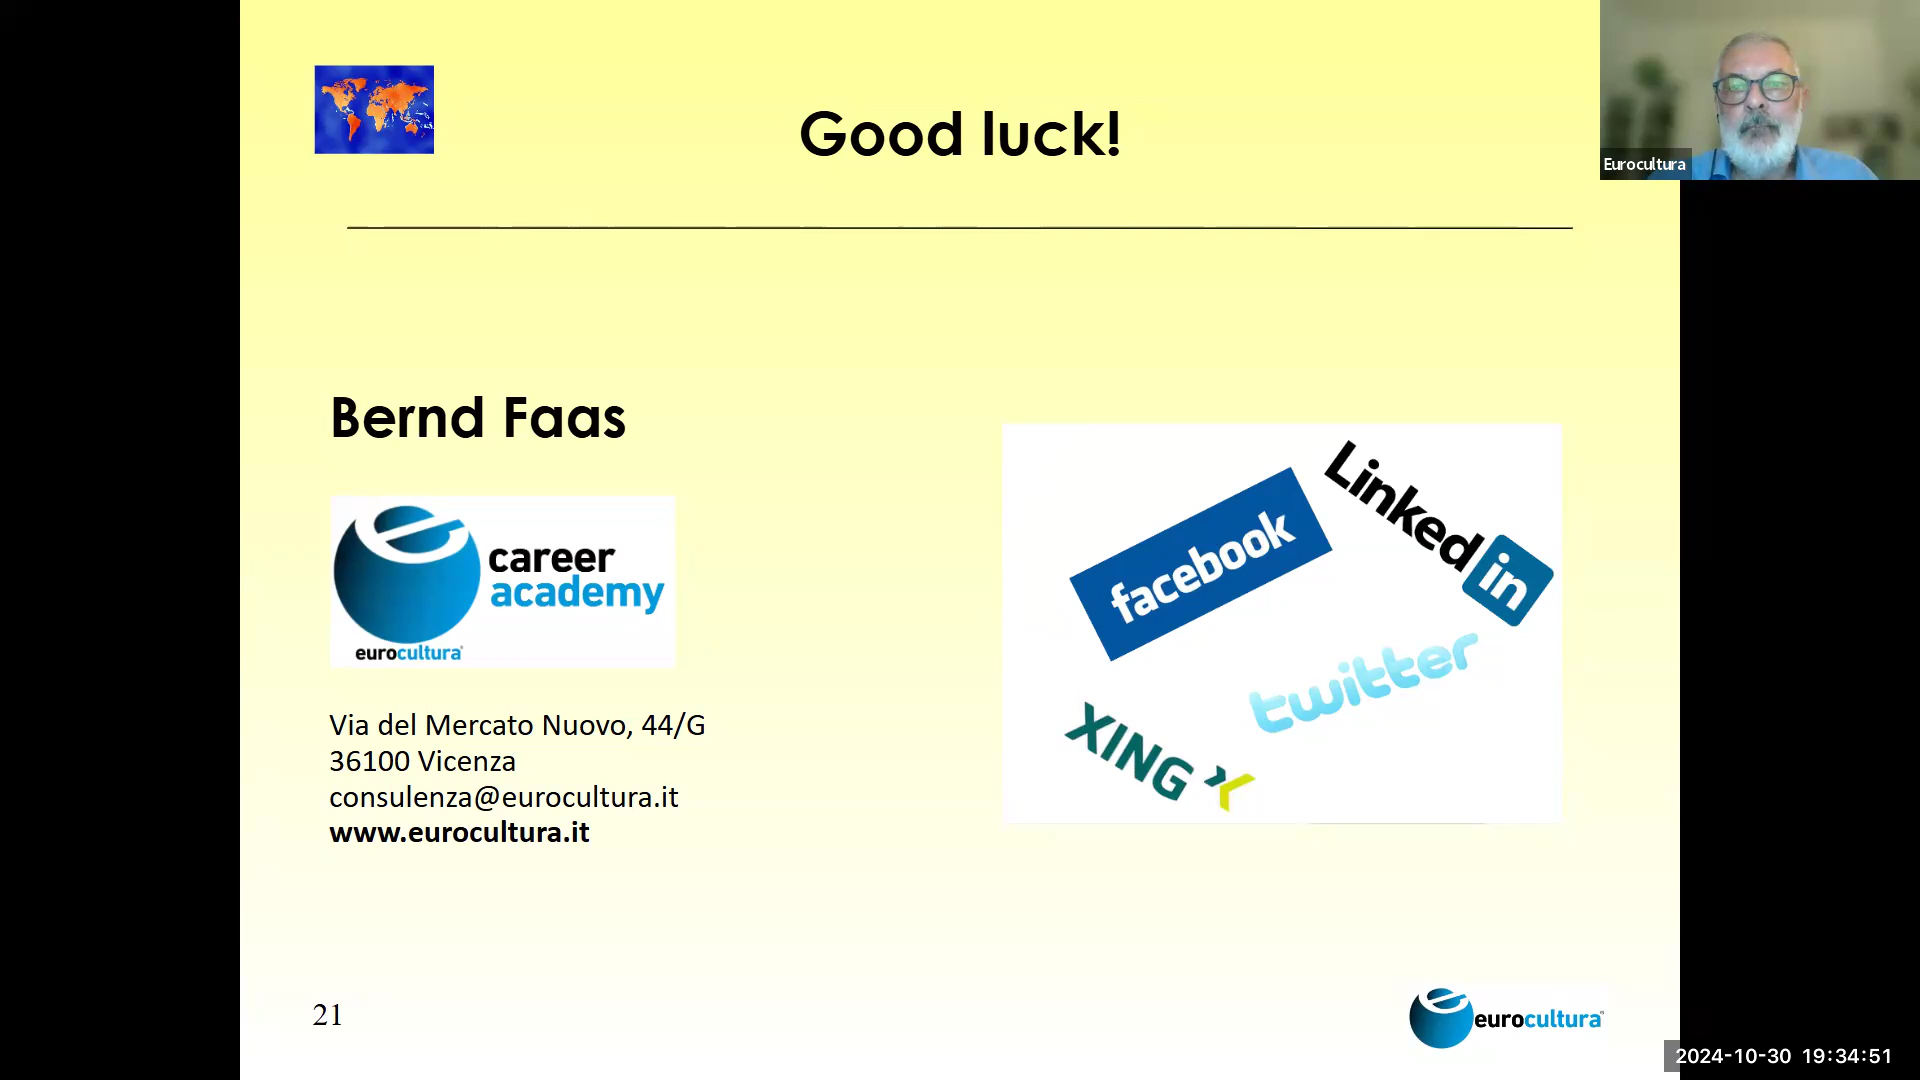 Good luck!
Eurocultura
Bernd Faas
career
academy
eurocultura
facebook
Linkedin
twitter
XING
Via del Mercato Nuovo, 44/G
36100 Vicenza
consulenza@eurocultura.it
www.eurocultura.it
21
eurocultura
2024-10-30 19:34:51